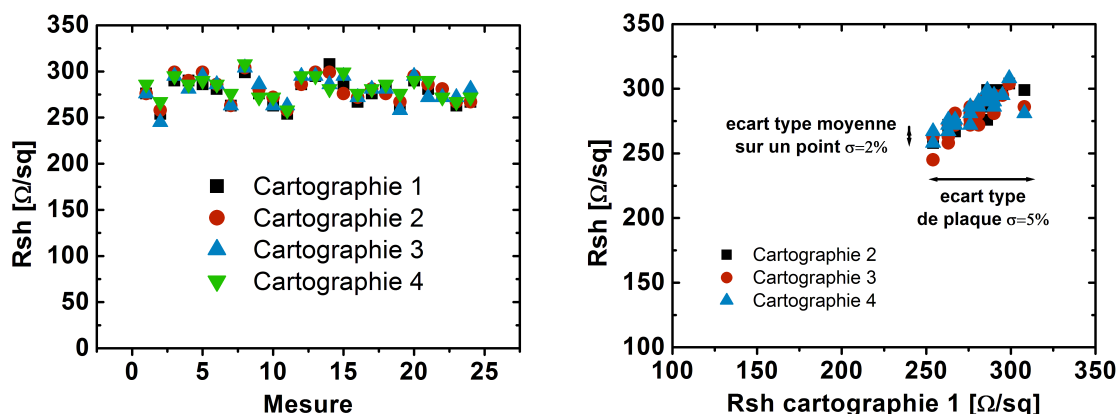 Rsh [Ω/sq]
350
300
250
200
150
100
50
0
Cartographie 1
Cartographie 2
Cartographie 3
Cartographie 4
0 5 10 15 20 25
Mesure
Rsh [Ω/sq]
350
300
250
200
150
100
ecart type moyenne
sur un point σ=2%
ecart type
de plaque σ=5%
Cartographie 2
Cartographie 3
Cartographie 4
100 150 200 250 300 350
Rsh cartographie 1 [Ω/sq]